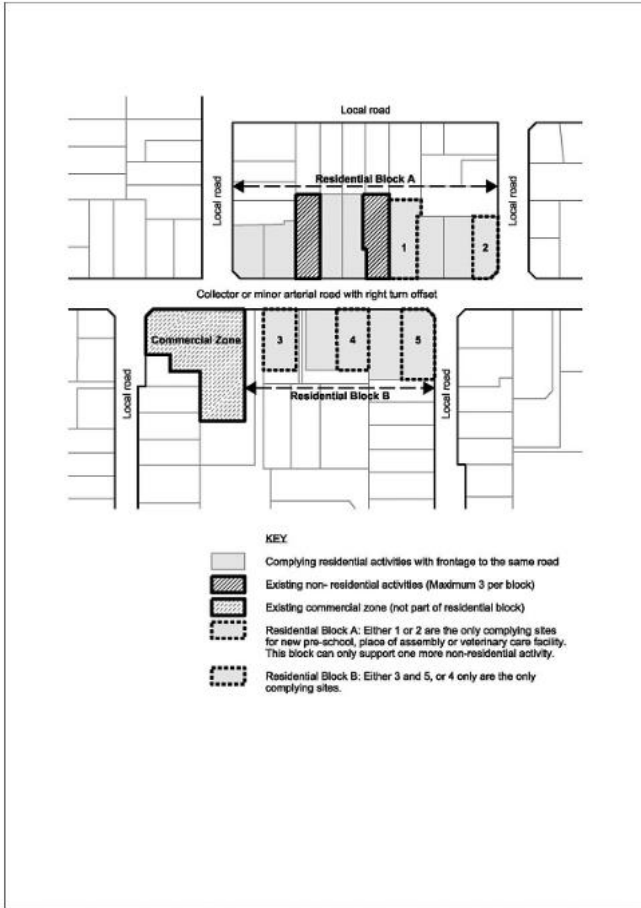 Local road
Residential Block A
Local road
Local road
1
2
Collector or minor arterial road with right turn offset
Commercial Zone
3
4
5
Local road
Residential Block B
Local road
KEY
Complying residential activities with frontage to the same road
Existing non- residential activities (Maximum 3 per block)
Existing commercial zone (not part of residential block)
Residential Block A: Either 1 or 2 are the only complying sites
for new pre-school, place of assembly or veterinary care facility.
This block can only support one more non-residential activity.
Residential Block B: Either 3 and 5, or 4 only are the only
complying sites.